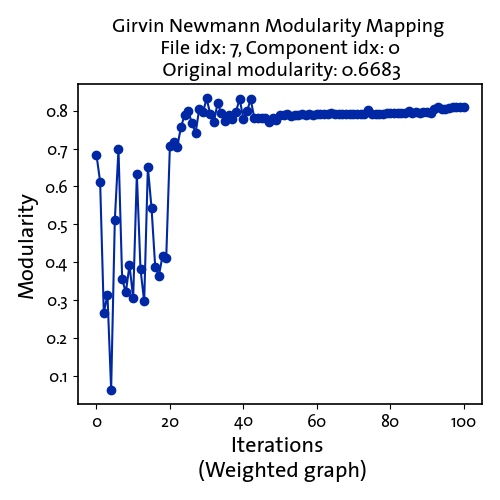 Girvin Newmann Modularity Mapping
File idx: 7, Component idx: 0
Original modularity: 0.6683
Modularity
0.8
0.7
0.6
0.5
0.4
0.3
0.2
0.1
0 20 40 60 80 100
Iterations
(Weighted graph)